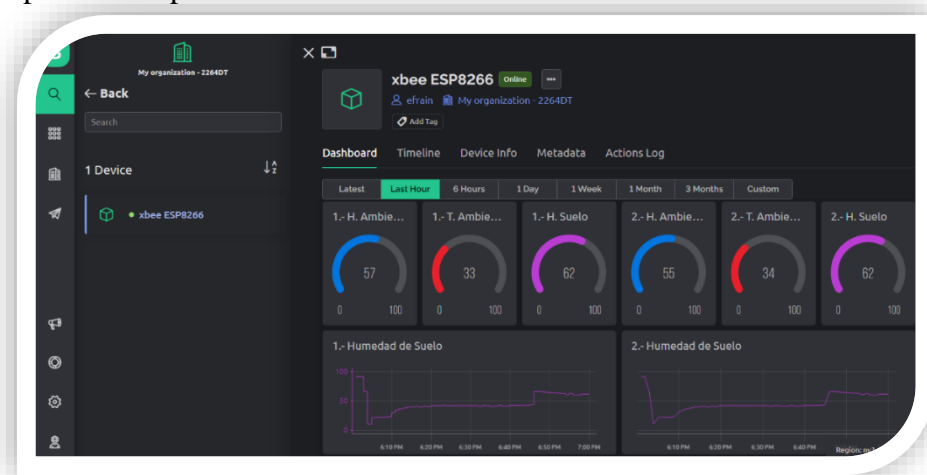 My organization - 2264DT
← Back
Search
1 Device
xbee ESP8266
xbee ESP8266 Online
efrain My organization - 2264DT
Add Tag
Dashboard Timeline Device Info Metadata Actions Log
Latest Last Hour 6 Hours 1 Day 1 Week 1 Month 3 Months Custom
1.- H. Ambie... 1.- T. Ambie... 1.- H. Suelo 2.- H. Ambie... 2.- T. Ambie... 2.- H. Suelo
57 33 62 55 34 62
0 100 0 100 0 100 0 100 0 100 0 100
1.- Humedad de Suelo 2.- Humedad de Suelo
100
50
0
6:10 PM 6:20 PM 6:30 PM 6:40 PM 6:50 PM 7:00 PM 6:10 PM 6:20 PM 6:30 PM 6:40 PM
Region: